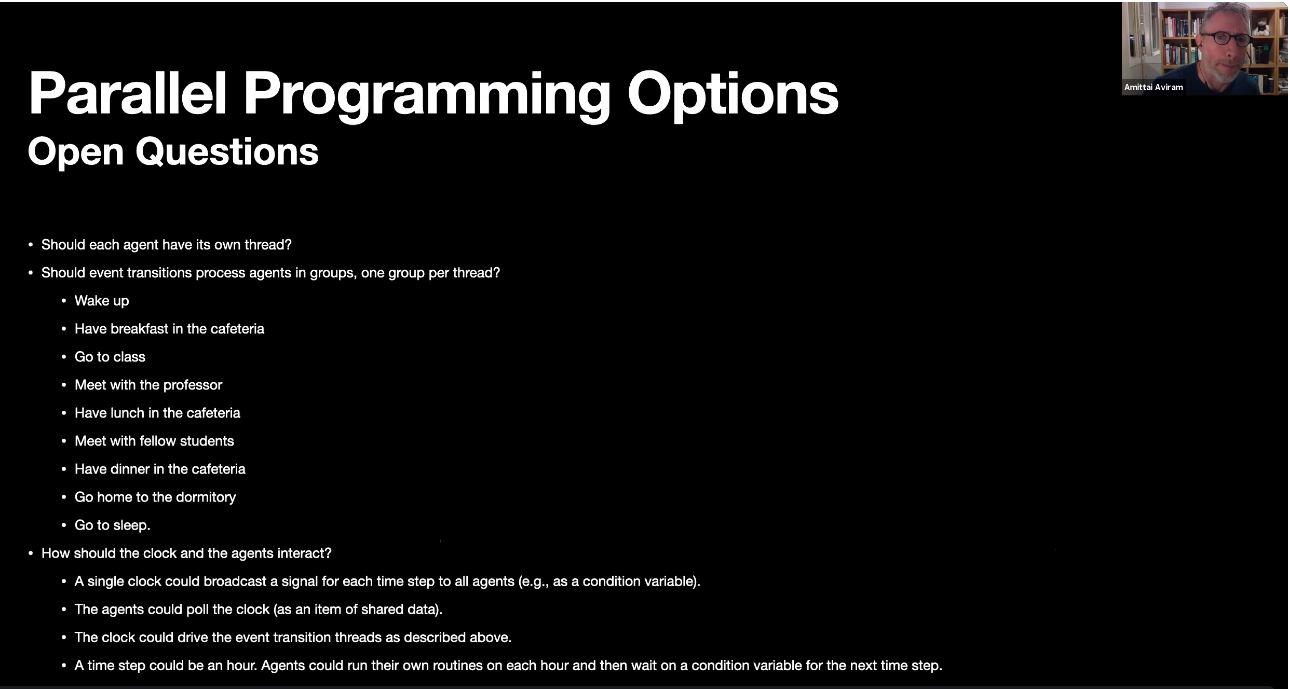 Amittai Aviram
Parallel Programming Options
Open Questions
• Should each agent have its own thread?
• Should event transitions process agents in groups, one group per thread?
• Wake up
• Have breakfast in the cafeteria
• Go to class
• Meet with the professor
• Have lunch in the cafeteria
• Meet with fellow students
• Have dinner in the cafeteria
• Go home to the dormitory
• Go to sleep.
• How should the clock and the agents interact?
• A single clock could broadcast a signal for each time step to all agents (e.g., as a condition variable).
• The agents could poll the clock (as an item of shared data).
• The clock could drive the event transition threads as described above.
• A time step could be an hour. Agents could run their own routines on each hour and then wait on a condition variable for the next time step.